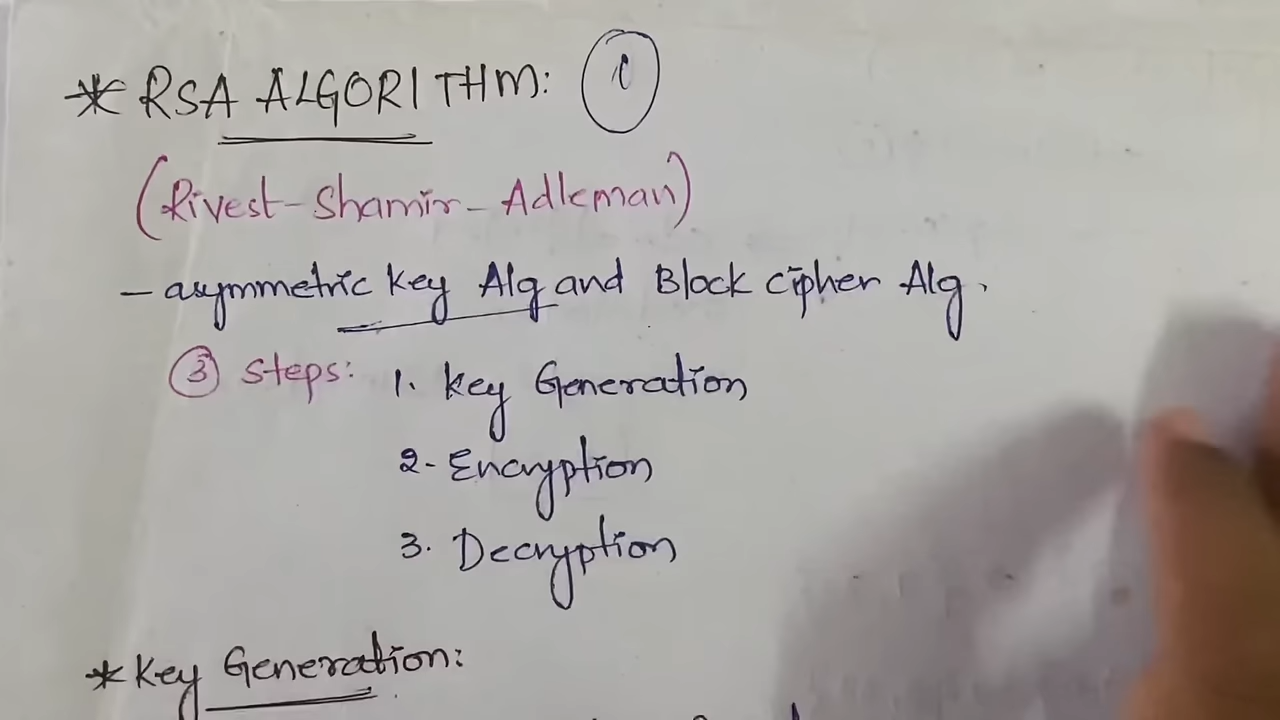 * RSA ALGORITHM:
(Rivest-Shamir-Adleman)
- asymmetric key Alg and Block cipher Alg.
③ Steps: 1. Key Generation
2- Encryption
3. Decryption
* Key Generation: